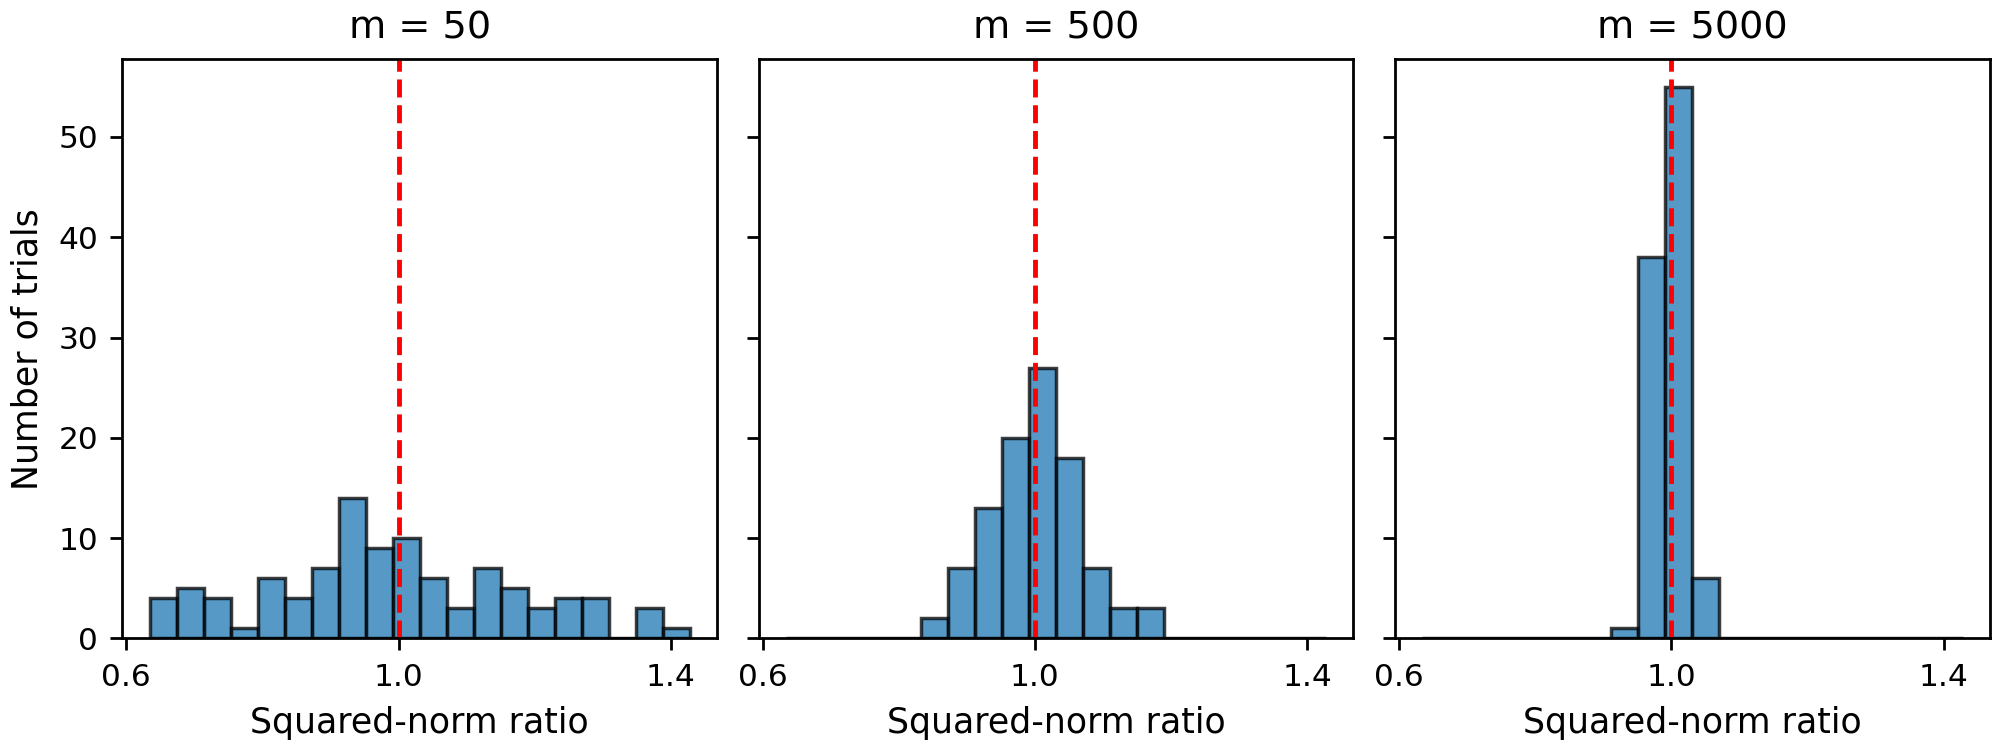 m = 50
m = 500
m = 5000
Number of trials
50
40
30
20
10
0
0.6 1.0 1.4
0.6 1.0 1.4
0.6 1.0 1.4
Squared-norm ratio
Squared-norm ratio
Squared-norm ratio